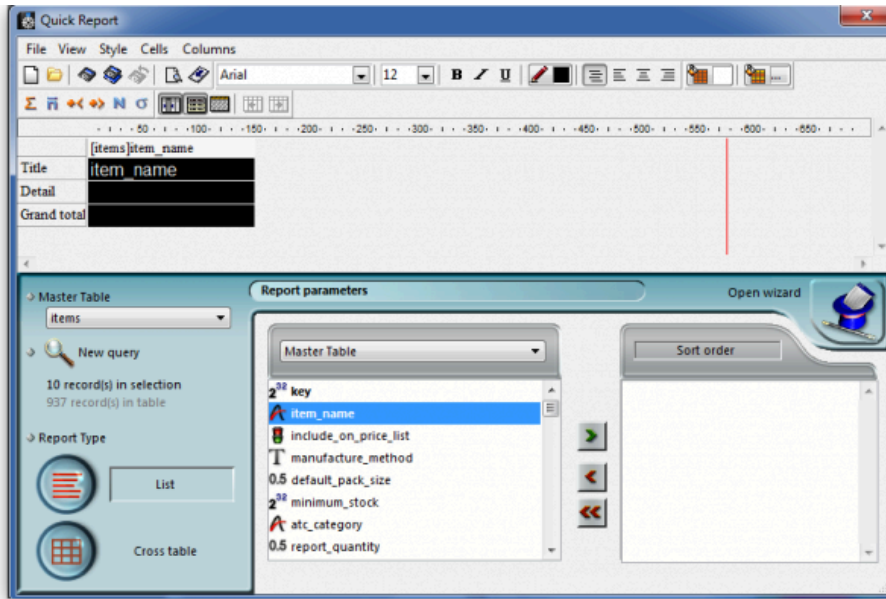 Quick Report
File View Style Cells Columns
Arial 12 B I U
Σ n N σ
50 100 150 200 250 300 350 400 450 500 550 600 650
[items]item_name
Title item_name
Detail
Grand total
Master Table
items
New query
10 record(s) in selection
937 record(s) in table
Report Type
List
Cross table
Report parameters
Open wizard
Master Table
2³² key
A item_name
include_on_price_list
T manufacture_method
0.5 default_pack_size
2³² minimum_stock
A atc_category
0.5 report_quantity
Sort order